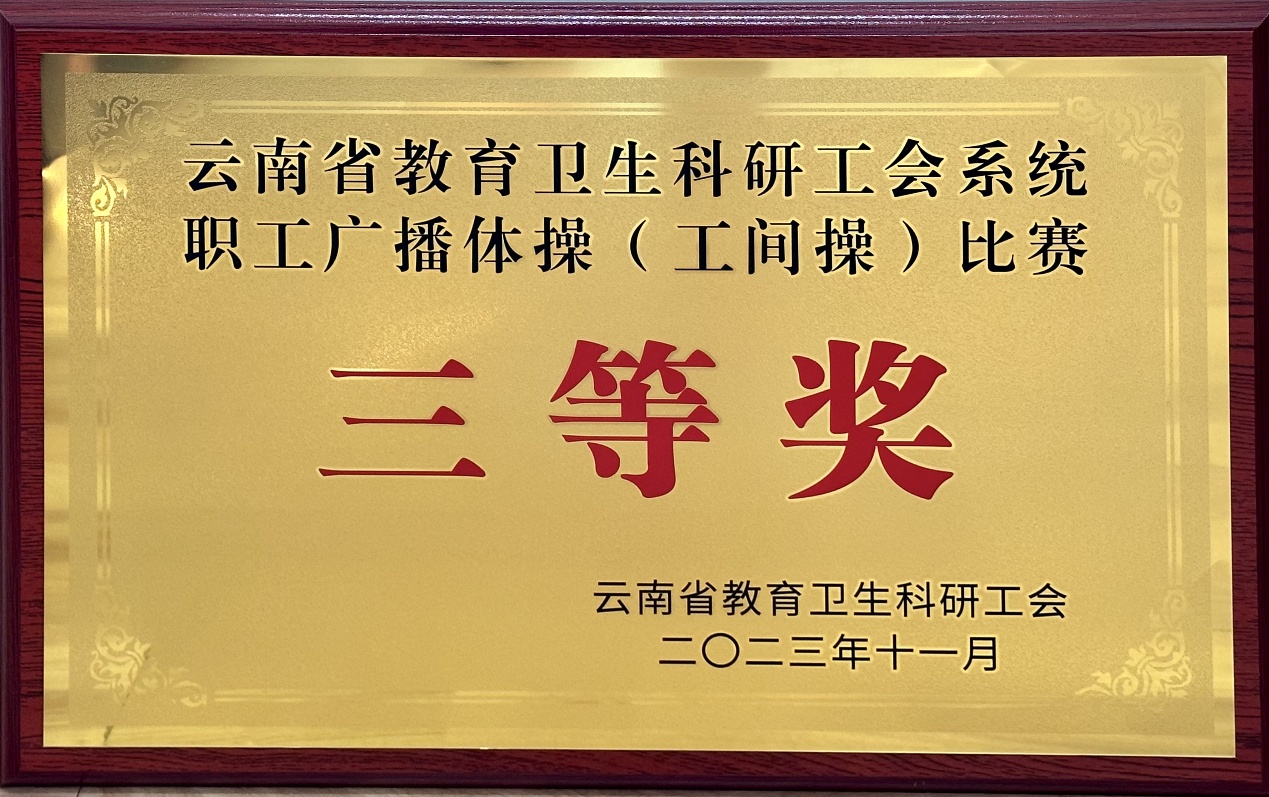 云南省教育卫生科研工会系统
职工广播体操（工间操）比赛
三等奖
云南省教育卫生科研工会
二〇二三年十一月